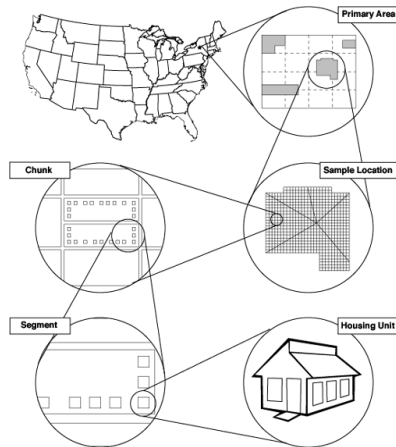 Primary Area
Chunk
Sample Location
Segment
Housing Unit